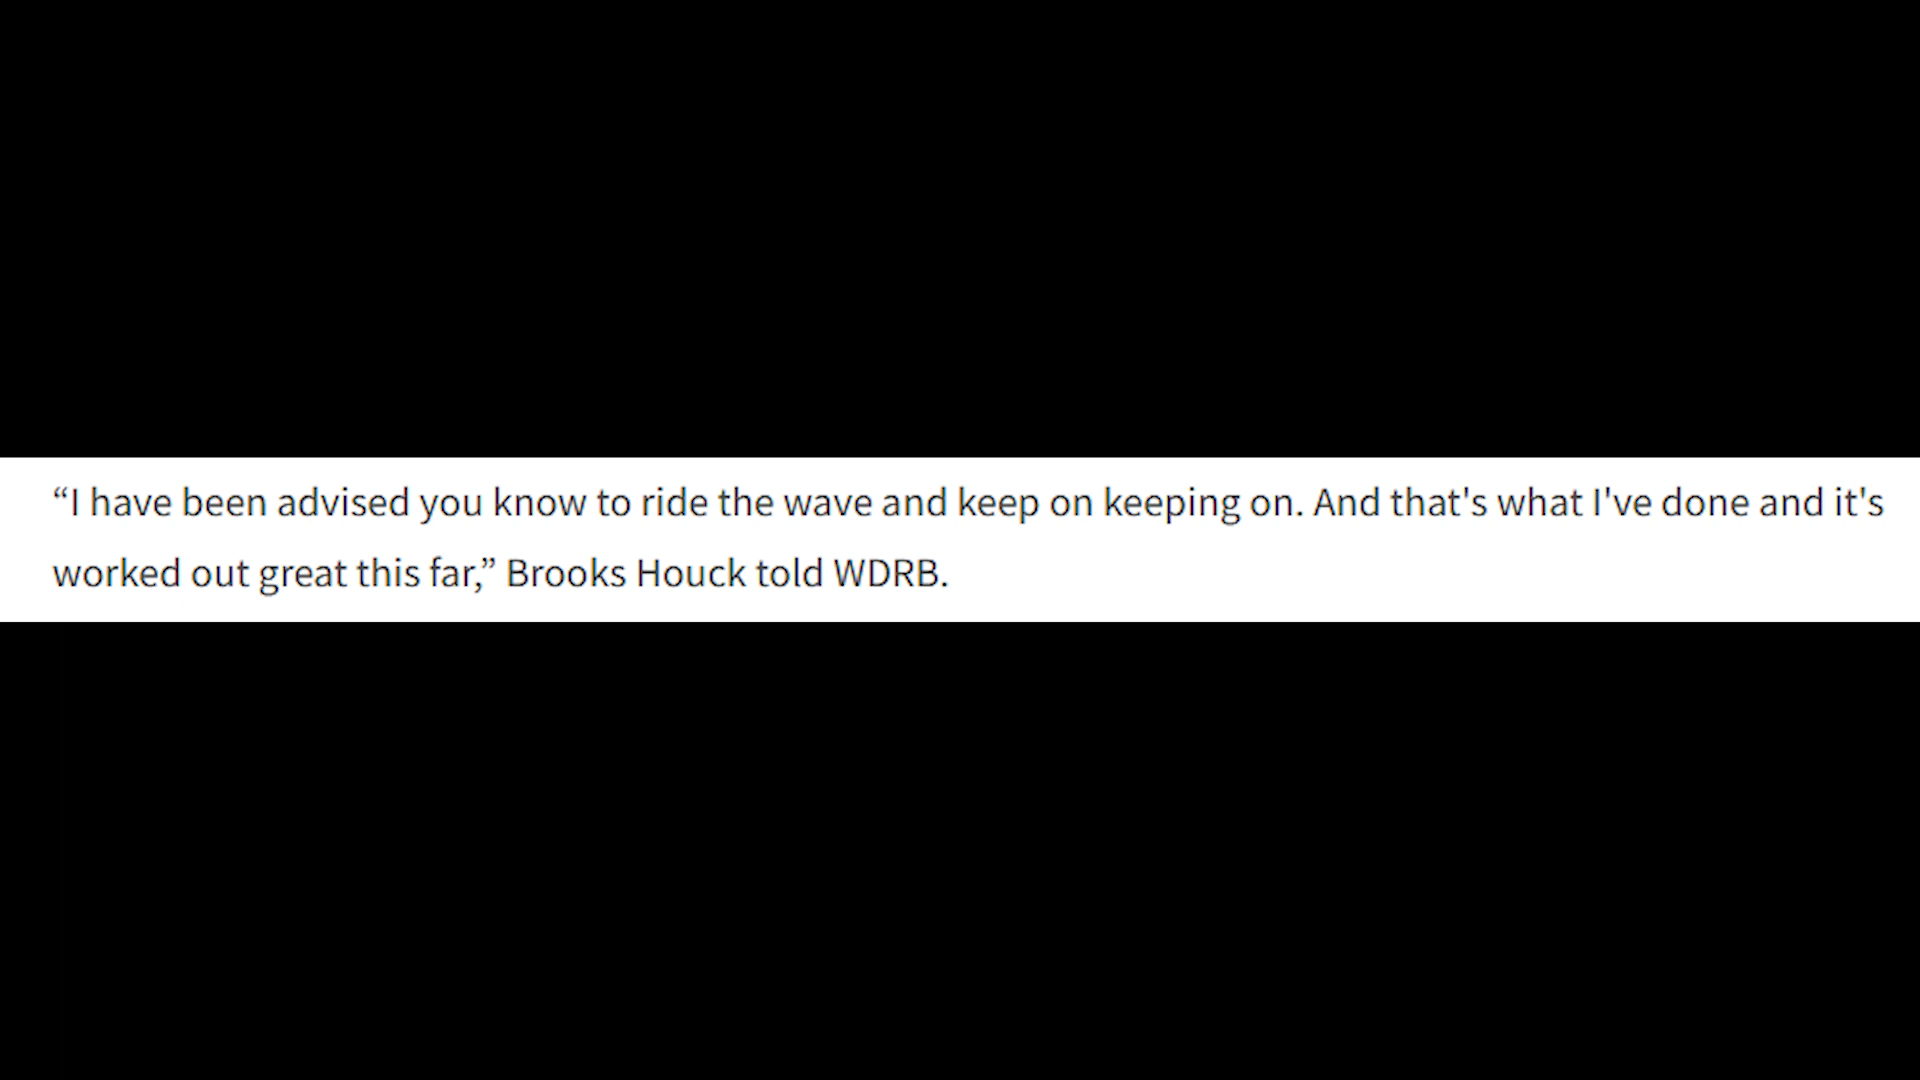 “I have been advised you know to ride the wave and keep on keeping on. And that's what I've done and it's
worked out great this far,” Brooks Houck told WDRB.